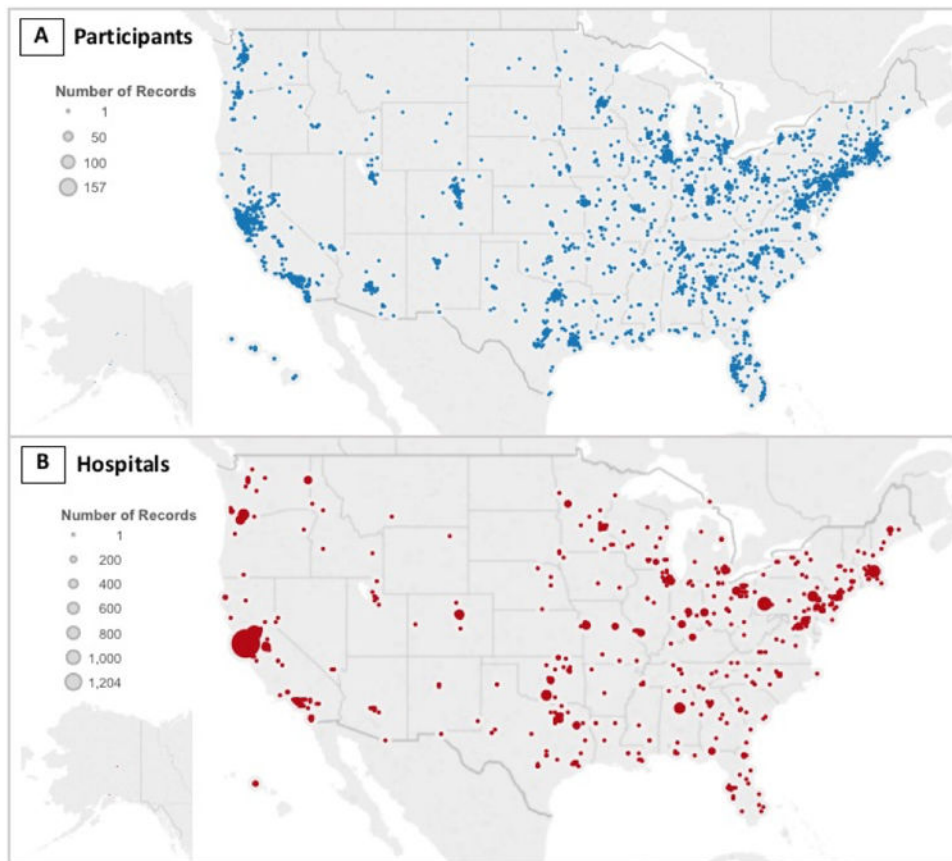 A Participants
Number of Records
1
50
100
157
B Hospitals
Number of Records
1
200
400
600
800
1,000
1,204